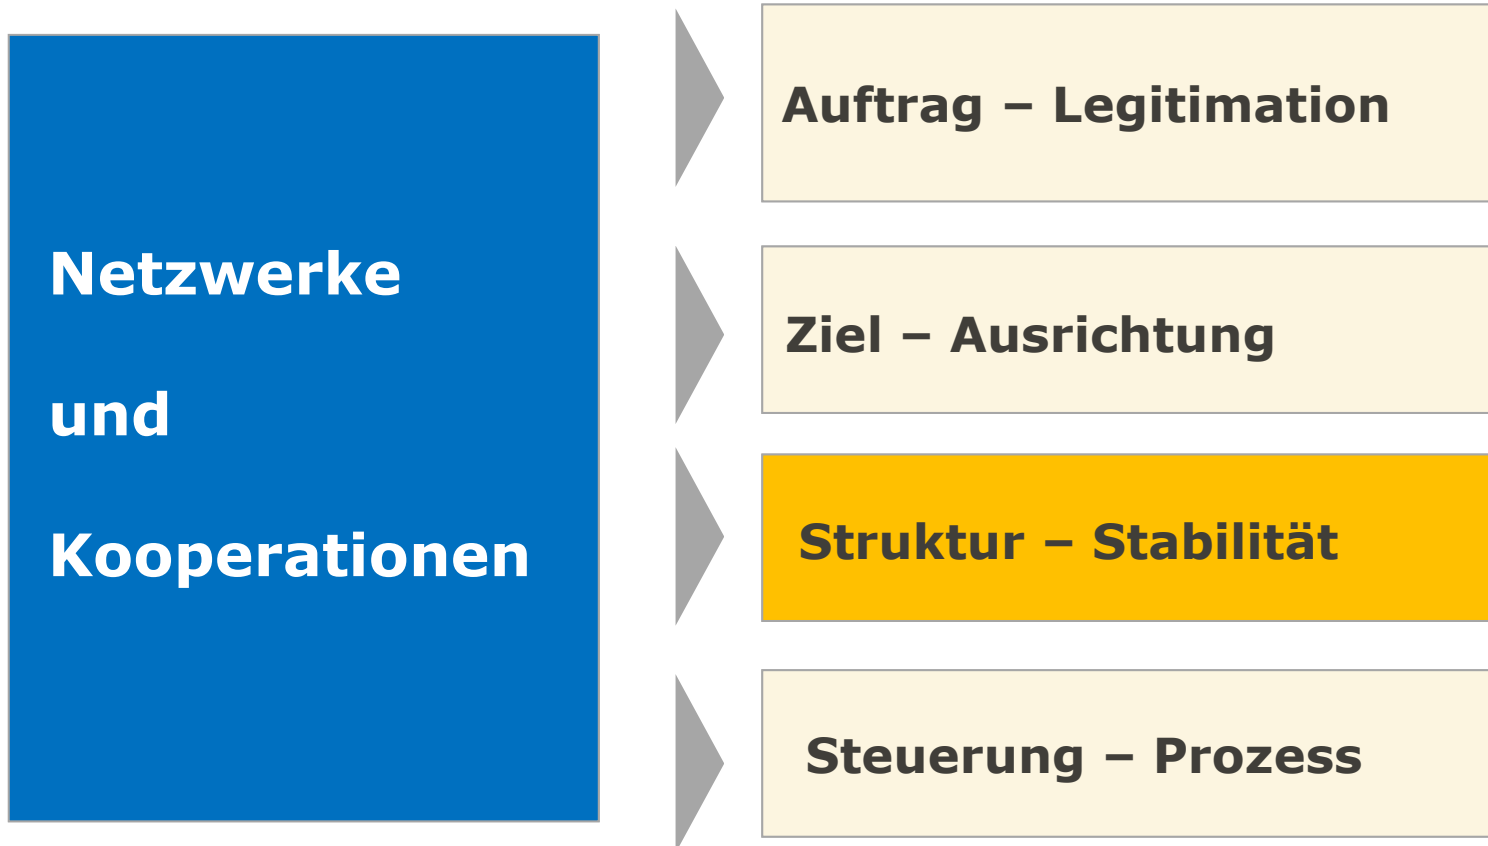 Netzwerke
und
Kooperationen
Auftrag – Legitimation
Ziel – Ausrichtung
Struktur – Stabilität
Steuerung – Prozess